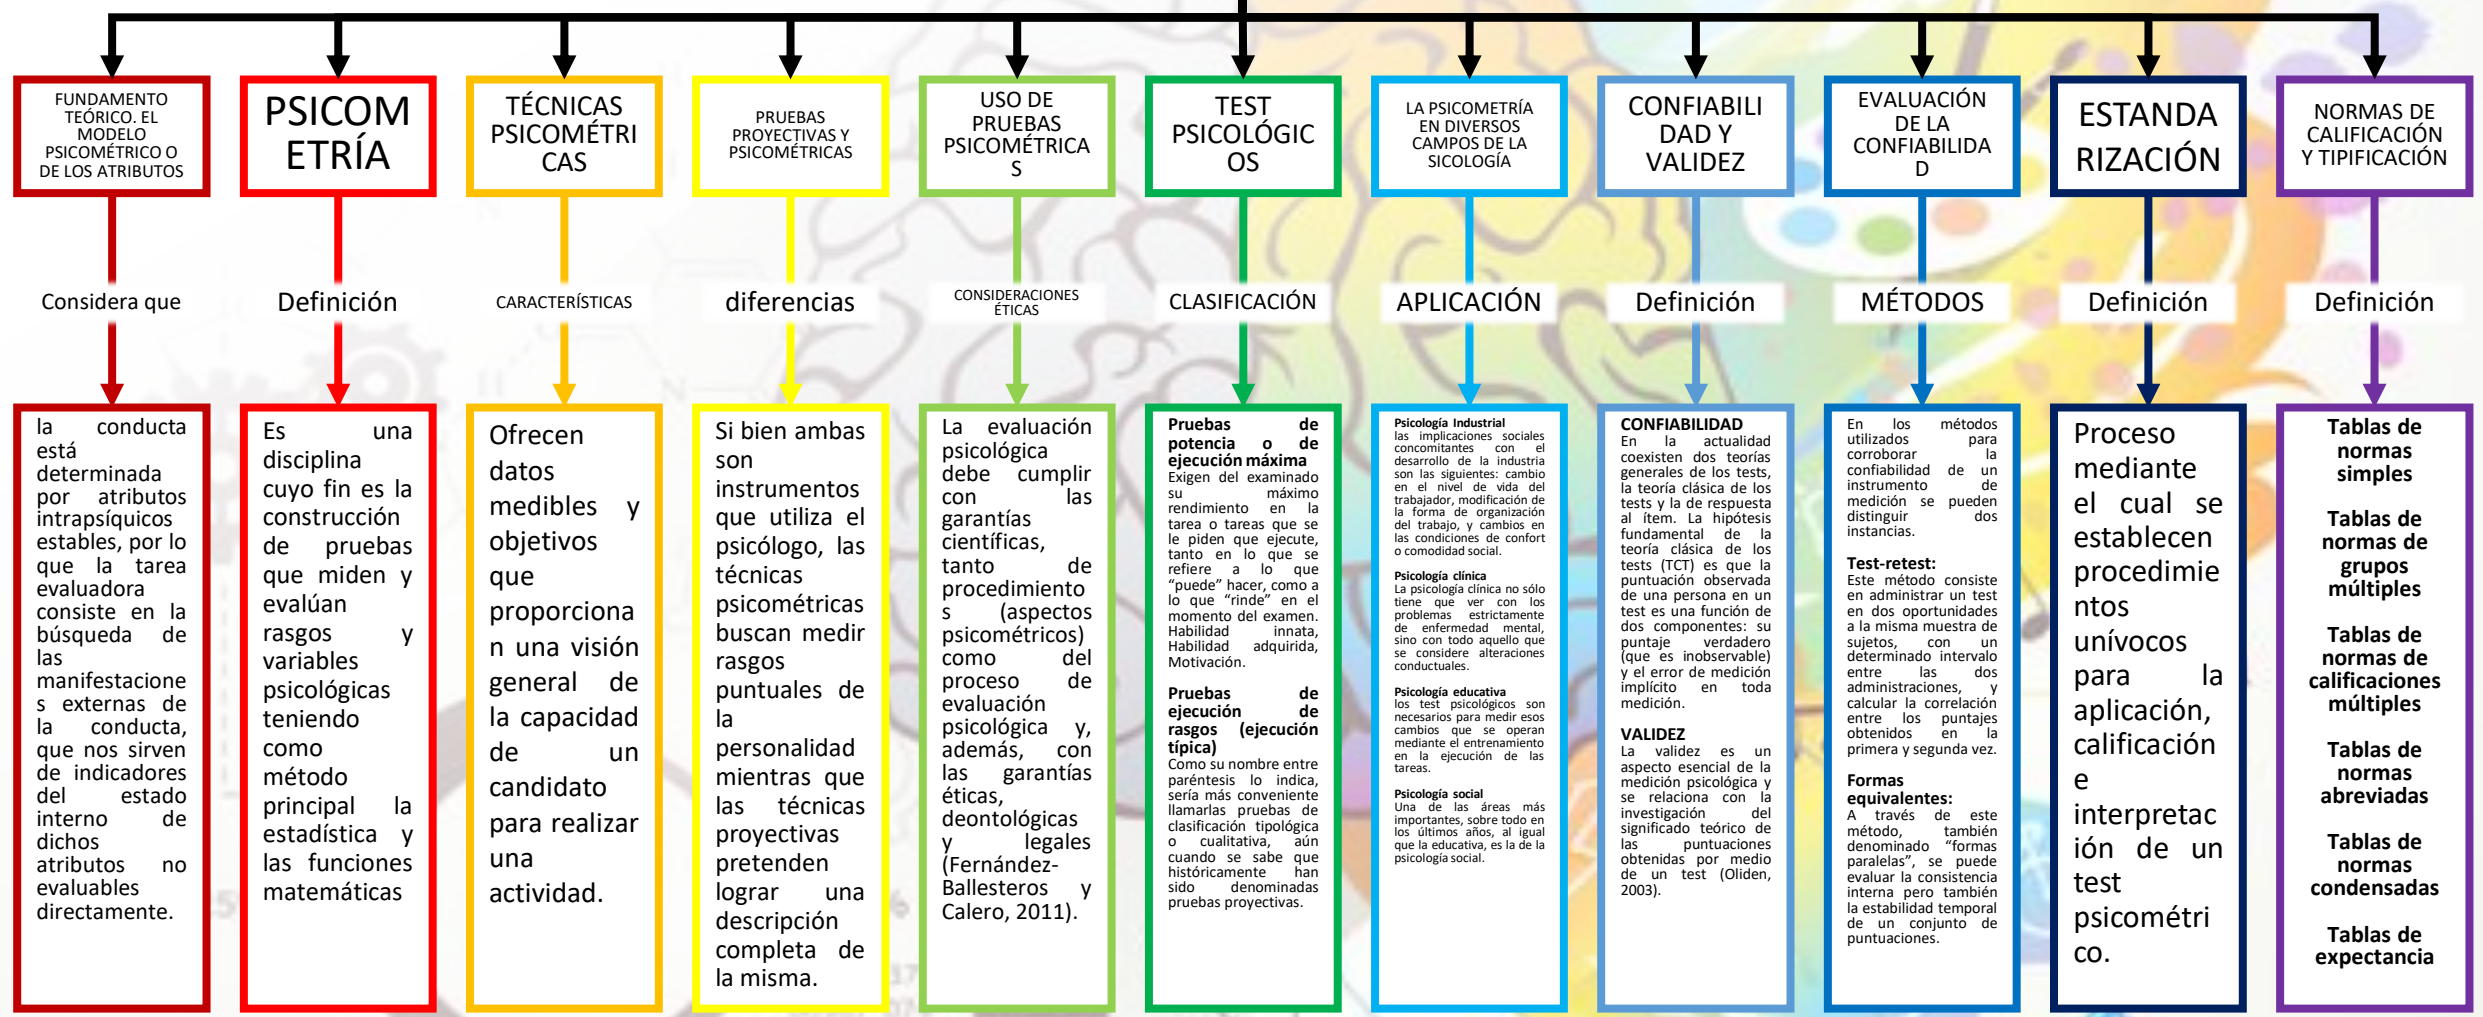 FUNDAMENTO
TEÓRICO. EL
MODELO
PSICOMÉTRICO O
DE LOS ATRIBUTOS
Considera que
la conducta
está
determinada
por atributos
intrapsíquicos
estables, por lo
que la tarea
evaluadora
consiste en la
búsqueda de
las
manifestacione
s externas de
la conducta,
que nos sirven
de indicadores
del estado
interno de
dichos
atributos no
evaluables
directamente.
PSICOM
ETRÍA
Definición
Es una
disciplina
cuyo fin es la
construcción
de pruebas
que miden y
evalúan
rasgos y
variables
psicológicas
teniendo
como
método
principal la
estadística y
las funciones
matemáticas
TÉCNICAS
PSICOMÉTRI
CAS
CARACTERÍSTICAS
Ofrecen
datos
medibles y
objetivos
que
proporciona
n una visión
general de
la capacidad
de un
candidato
para realizar
una
actividad.
PRUEBAS
PROYECTIVAS Y
PSICOMÉTRICAS
diferencias
Si bien ambas
son
instrumentos
que utiliza el
psicólogo, las
técnicas
psicométricas
buscan medir
rasgos
puntuales de
la
personalidad
mientras que
las técnicas
proyectivas
pretenden
lograr una
descripción
completa de
la misma.
USO DE
PRUEBAS
PSICOMÉTRICA
S
CONSIDERACIONES
ÉTICAS
La evaluación
psicológica
debe cumplir
con las
garantías
científicas,
tanto de
procedimiento
s (aspectos
psicométricos)
como del
proceso de
evaluación
psicológica y,
además, con
las garantías
éticas,
deontológicas
y legales
(Fernández-
Ballesteros y
Calero, 2011).
TEST
PSICOLÓGIC
OS
CLASIFICACIÓN
Pruebas de
potencia o de
ejecución máxima
Exigen del examinado
su máximo
rendimiento en la
tarea o tareas que se
le piden que ejecute,
tanto en lo que se
refiere a lo que
“puede” hacer, como a
lo que “rinde” en el
momento del examen.
Habilidad innata,
Habilidad adquirida,
Motivación.
Pruebas de
ejecución de
rasgos (ejecución
típica)
Como su nombre entre
paréntesis lo indica,
sería más conveniente
llamarlas pruebas de
clasificación tipológica
o cualitativa, aún
cuando se sabe que
históricamente han
sido denominadas
pruebas proyectivas.
LA PSICOMETRÍA
EN DIVERSOS
CAMPOS DE LA
SICOLOGÍA
APLICACIÓN
Psicología Industrial
las implicaciones sociales
concomitantes con el
desarrollo de la industria
son las siguientes: cambio
en el nivel de vida del
trabajador, modificación de
la forma de organización
del trabajo, y cambios en
las condiciones de confort
o comodidad social.
Psicología clínica
La psicología clínica no sólo
tiene que ver con los
problemas estrictamente
de enfermedad mental,
sino con todo aquello que
se considere alteraciones
conductuales.
Psicología educativa
los test psicológicos son
necesarios para medir esos
cambios que se operan
mediante el entrenamiento
en la ejecución de las
tareas.
Psicología social
Una de las áreas más
importantes, sobre todo en
los últimos años, al igual
que la educativa, es la de la
psicología social.
CONFIABILI
DAD Y
VALIDEZ
Definición
CONFIABILIDAD
En la actualidad
coexisten dos teorías
generales de los tests,
la teoría clásica de los
tests y la de respuesta
al ítem. La hipótesis
fundamental de la
teoría clásica de los
tests (TCT) es que la
puntuación observada
de una persona en un
test es una función de
dos componentes: su
puntaje verdadero
(que es inobservable)
y el error de medición
implícito en toda
medición.
VALIDEZ
La validez es un
aspecto esencial de la
medición psicológica y
se relaciona con la
investigación del
significado teórico de
las puntuaciones
obtenidas por medio
de un test (Oliden,
2003).
EVALUACIÓN
DE LA
CONFIABILIDA
D
MÉTODOS
En los métodos
utilizados para
corroborar la
confiabilidad de un
instrumento de
medición se pueden
distinguir dos
instancias.
Test-retest:
Este método consiste
en administrar un test
en dos oportunidades
a la misma muestra de
sujetos, con un
determinado intervalo
entre las dos
administraciones, y
calcular la correlación
entre los puntajes
obtenidos en la
primera y segunda vez.
Formas
equivalentes:
A través de este
método, también
denominado “formas
paralelas”, se puede
evaluar la consistencia
interna pero también
la estabilidad temporal
de un conjunto de
puntuaciones.
ESTANDA
RIZACIÓN
Definición
Proceso
mediante
el cual se
establecen
procedimie
ntos
unívocos
para la
aplicación,
calificación
e
interpretac
ión de un
test
psicométri
co.
NORMAS DE
CALIFICACIÓN
Y TIPIFICACIÓN
Definición
Tablas de
normas
simples
Tablas de
normas de
grupos
múltiples
Tablas de
normas de
calificaciones
múltiples
Tablas de
normas
abreviadas
Tablas de
normas
condensadas
Tablas de
expectancia